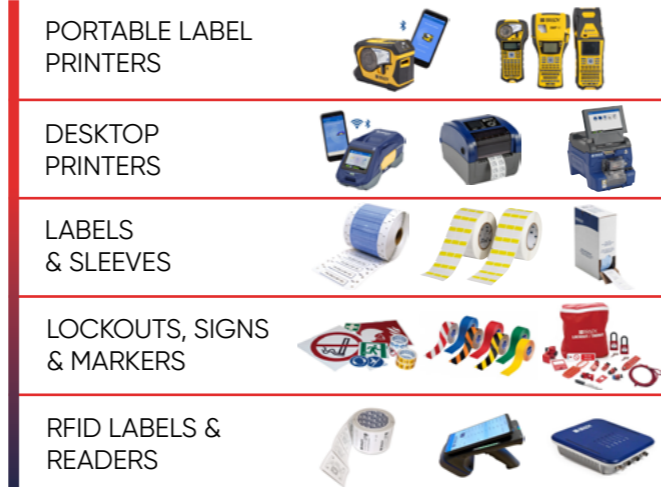 PORTABLE LABEL
PRINTERS
DESKTOP
PRINTERS
LABELS
& SLEEVES
LOCKOUTS, SIGNS
& MARKERS
RFID LABELS &
READERS